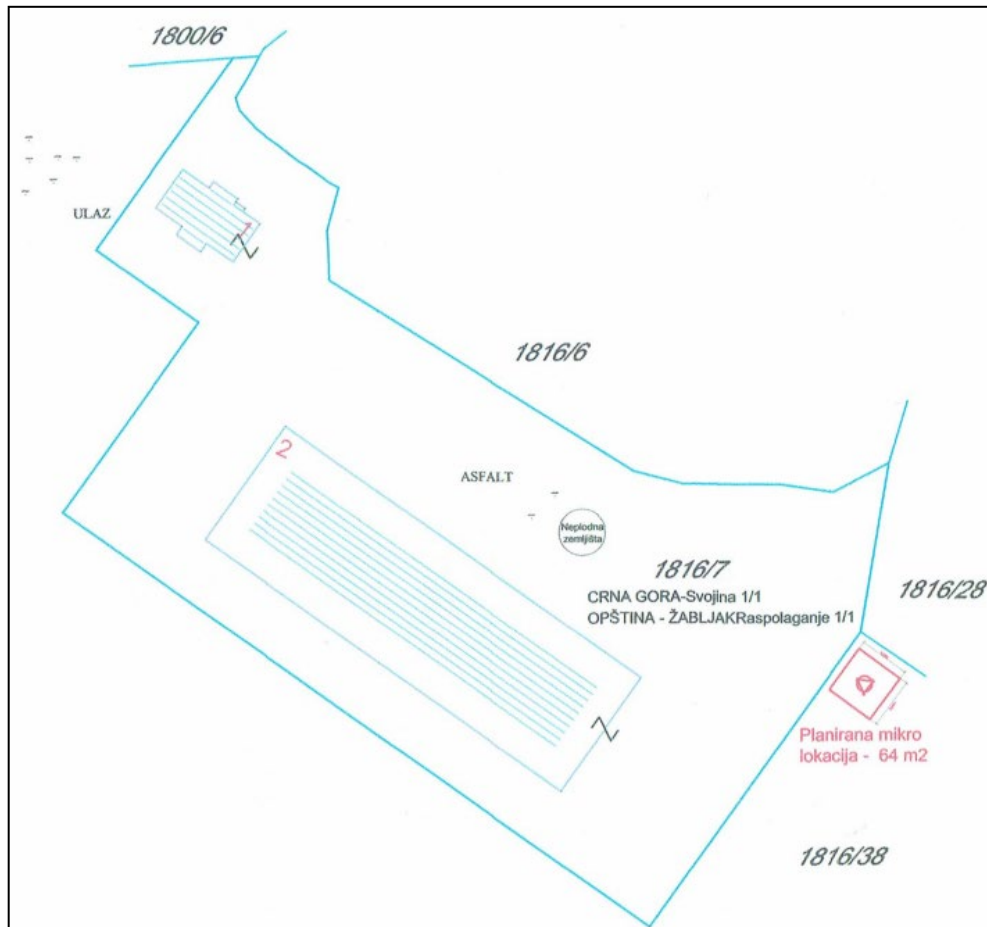 1800/6
ULAZ
1
1816/6
2
ASFALT
Neplodna
zemljišta
1816/7
CRNA GORA-Svojina 1/1
OPŠTINA - ŽABLJAKRaspolaganje 1/1
1816/28
Planirana mikro
lokacija - 64 m2
1816/38